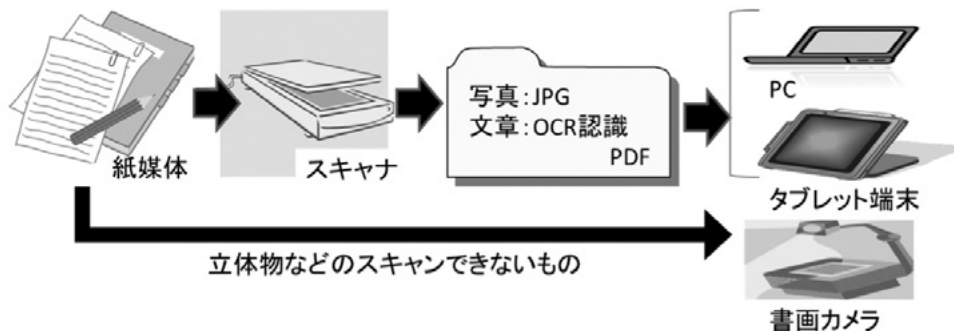 紙媒体
スキャナ
写真:JPG
文章:OCR認識
PDF
PC
タブレット端末
立体物などのスキャンできないもの
書画カメラ